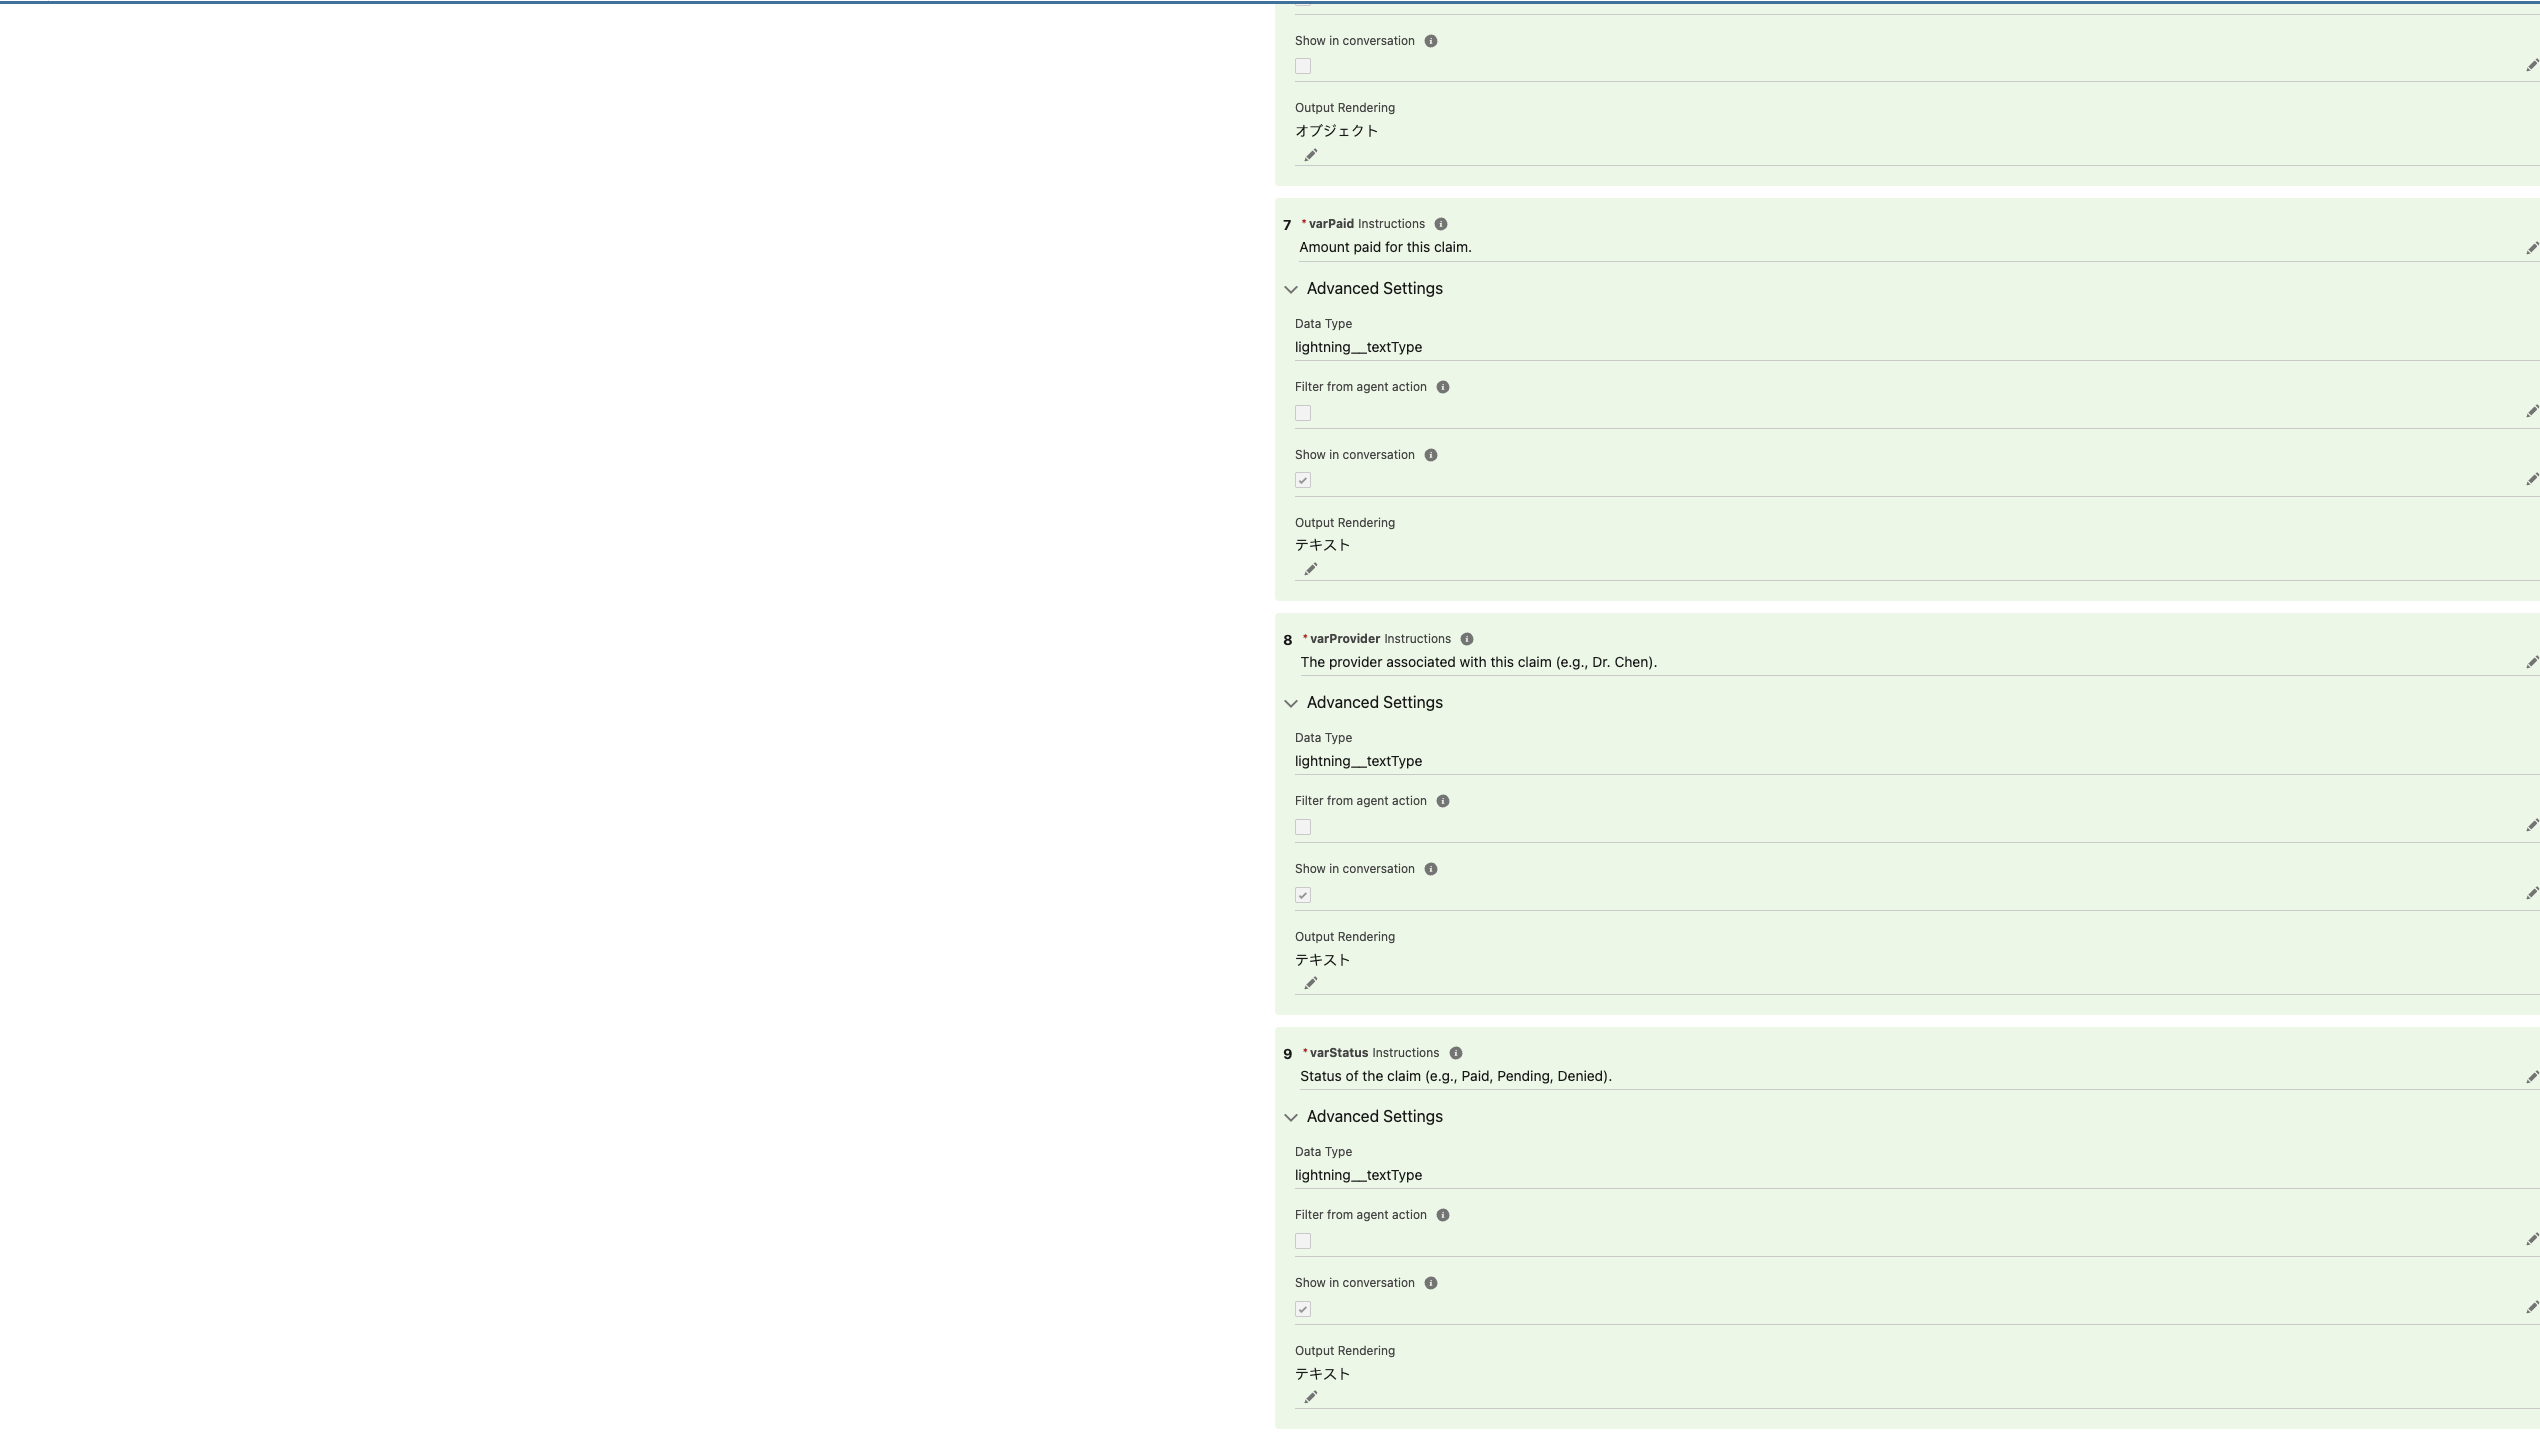 Show in conversation
Output Rendering
オブジェクト
7 * varPaid Instructions
Amount paid for this claim.
Advanced Settings
Data Type
lightning__textType
Filter from agent action
Show in conversation
Output Rendering
テキスト
8 * varProvider Instructions
The provider associated with this claim (e.g., Dr. Chen).
Advanced Settings
Data Type
lightning__textType
Filter from agent action
Show in conversation
Output Rendering
テキスト
9 * varStatus Instructions
Status of the claim (e.g., Paid, Pending, Denied).
Advanced Settings
Data Type
lightning__textType
Filter from agent action
Show in conversation
Output Rendering
テキスト